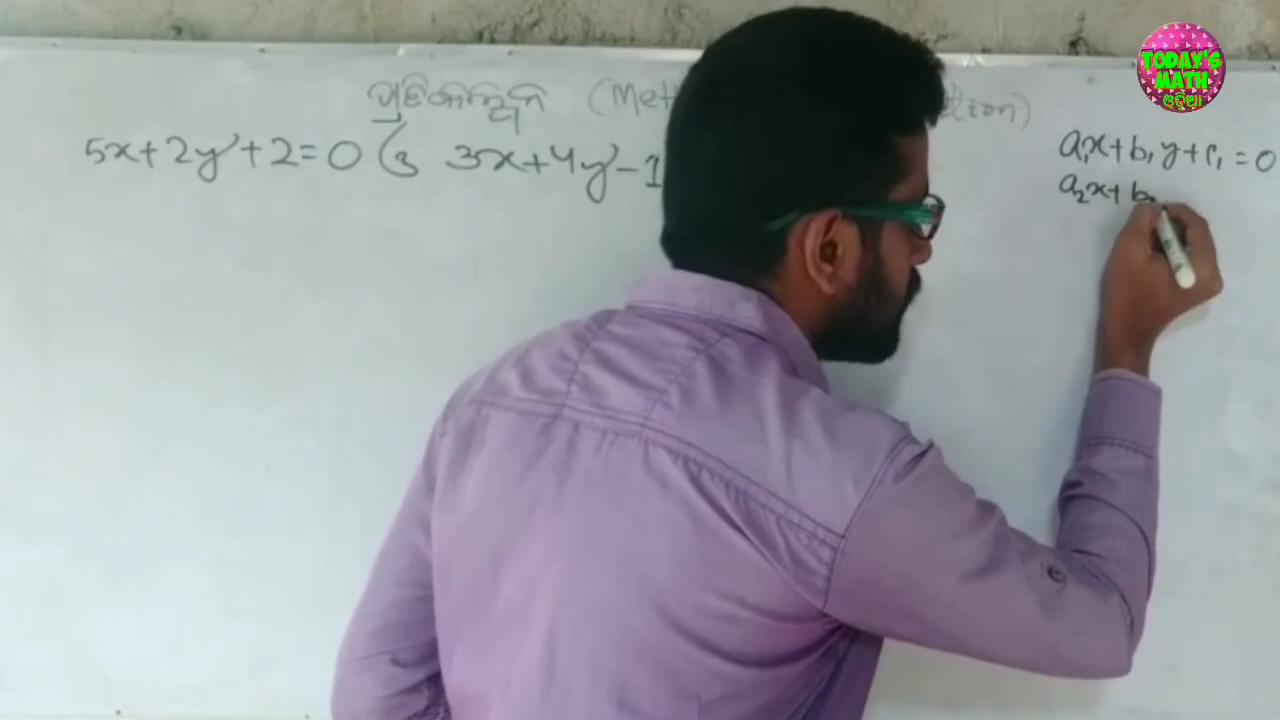 ପ୍ରତିକଳ୍ପନ (Met
5x+2y+2=0 ଓ 3x+4y-1
a₁x+b₁y+c₁=0
a₂x+b
TODAY'S
MATH
ଓଡ଼ିଆ